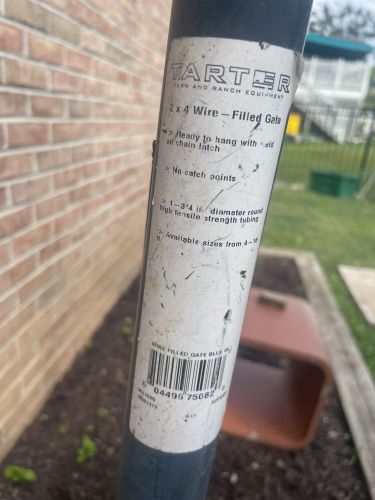 TARTER
FARM AND RANCH EQUIPMENT
2 x 4 Wire – Filled Gate
> Ready to hang with
chain latch
> No catch points
> 1-3/4 in. diameter round
high tensile strength tubing
> Available sizes from 4-
WIRE FILLED GATE